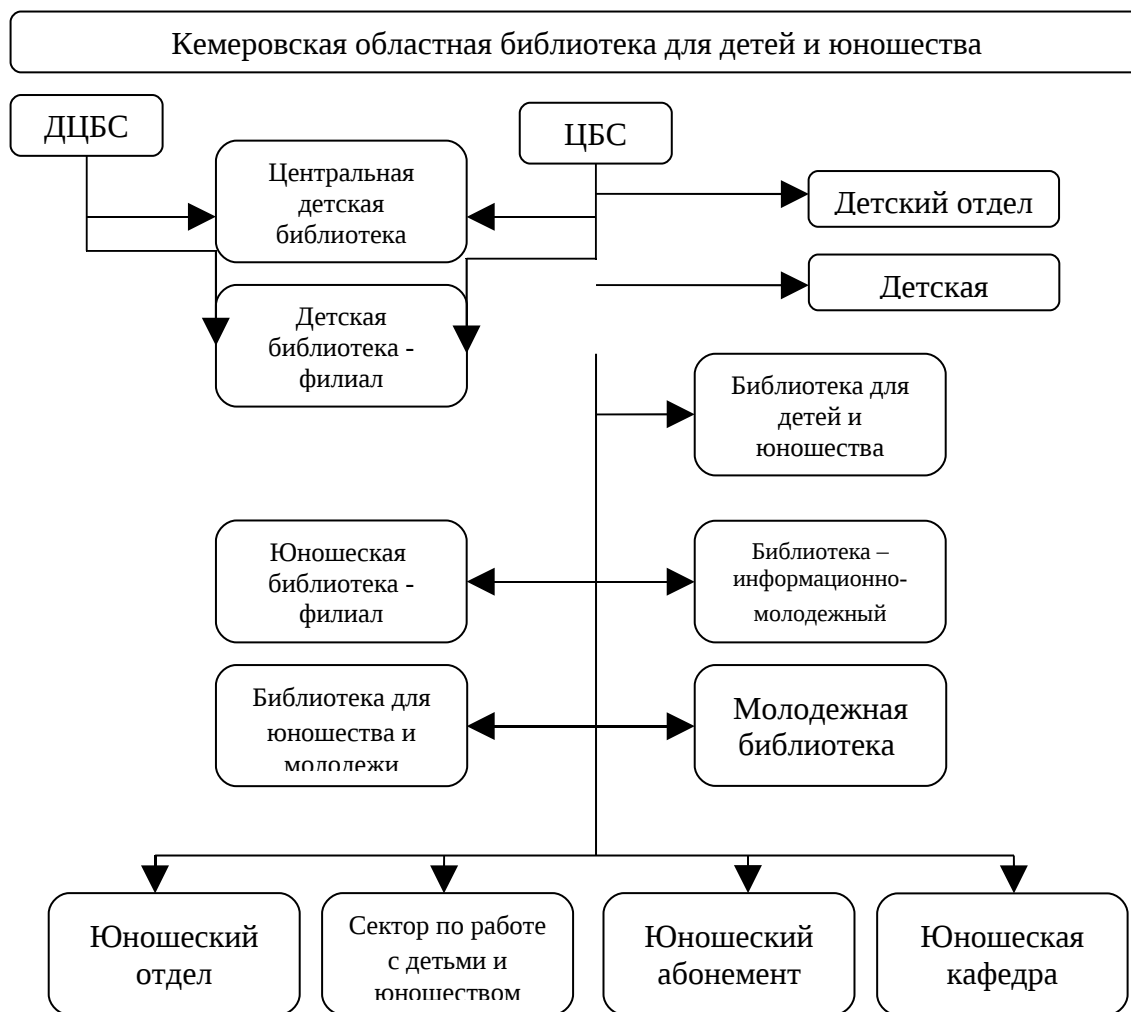 Кемеровская областная библиотека для детей и юношества
ДЦБС
ЦБС
Центральная
детская
библиотека
Детский отдел
Детская
Детская
библиотека -
филиал
Библиотека для
детей и
юношества
Юношеская
библиотека -
филиал
Библиотека –
информационно-
молодежный
Библиотека для
юношества и
молодежи
Молодежная
библиотека
Юношеский
отдел
Сектор по работе
с детьми и
юношеством
Юношеский
абонемент
Юношеская
кафедра